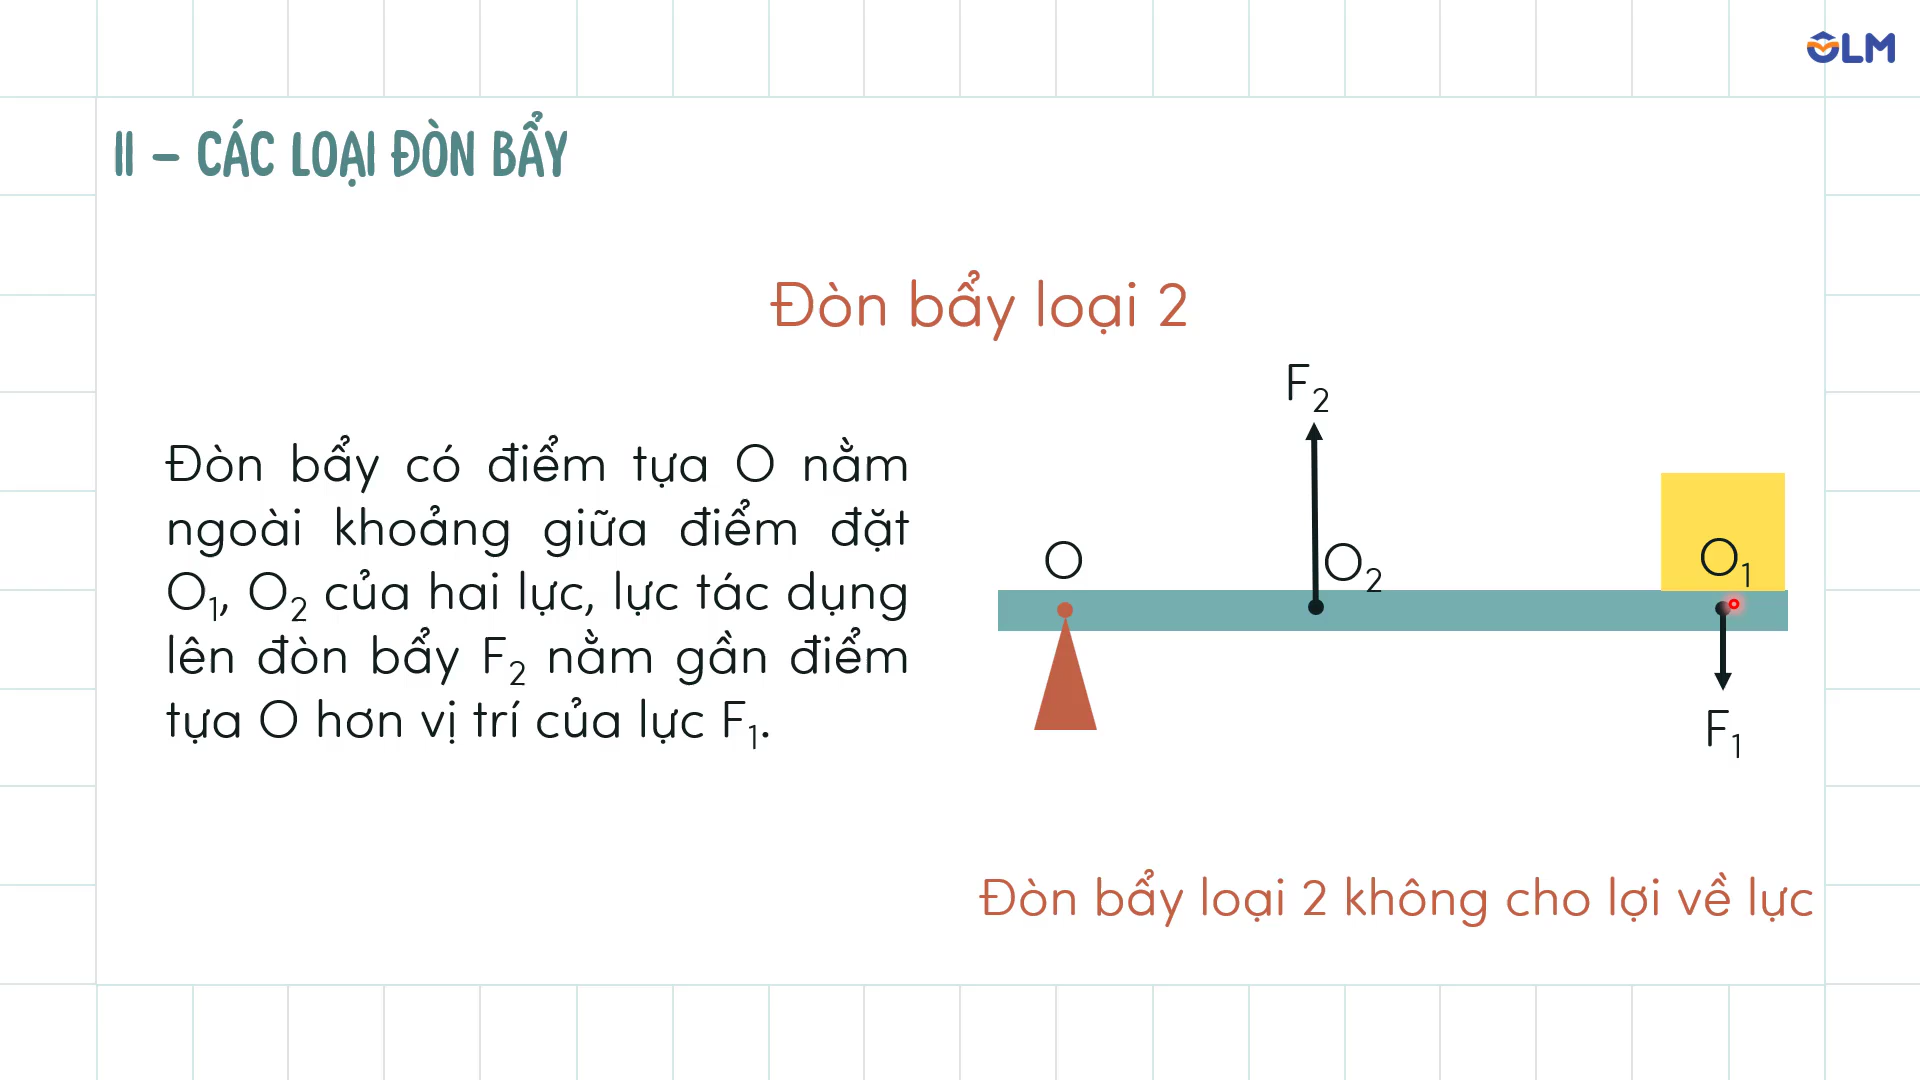 ÔLM
II – CÁC LOẠI ĐÒN BẨY
Đòn bẩy loại 2
Đòn bẩy có điểm tựa O nằm
ngoài khoảng giữa điểm đặt
O₁, O₂ của hai lực, lực tác dụng
lên đòn bẩy F₂ nằm gần điểm
tựa O hơn vị trí của lực F₁.
F₂
O
O₂
O₁
F₁
Đòn bẩy loại 2 không cho lợi về lực